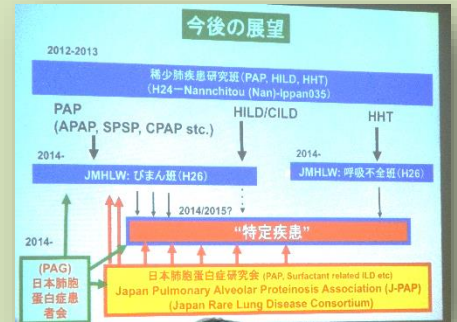 今後の展望
2012-2013
稀少肺疾患研究班(PAP, HILD, HHT)
(H24ーNannchitou (Nan)-Ippan035)
PAP
(APAP, SPSP, CPAP stc.)
HILD/CILD
HHT
2014-
JMHLW: びまん班(H26)
2014-
JMHLW: 呼吸不全班(H26)
2014/2015?
"特定疾患"
2014-
(PAG)
日本肺胞
蛋白症患
者会
日本肺胞蛋白症研究会 (PAP, Surfactant related ILD etc)
Japan Pulmonary Alveolar Proteinosis Association (J-PAP)
(Japan Rare Lung Disease Consortium)